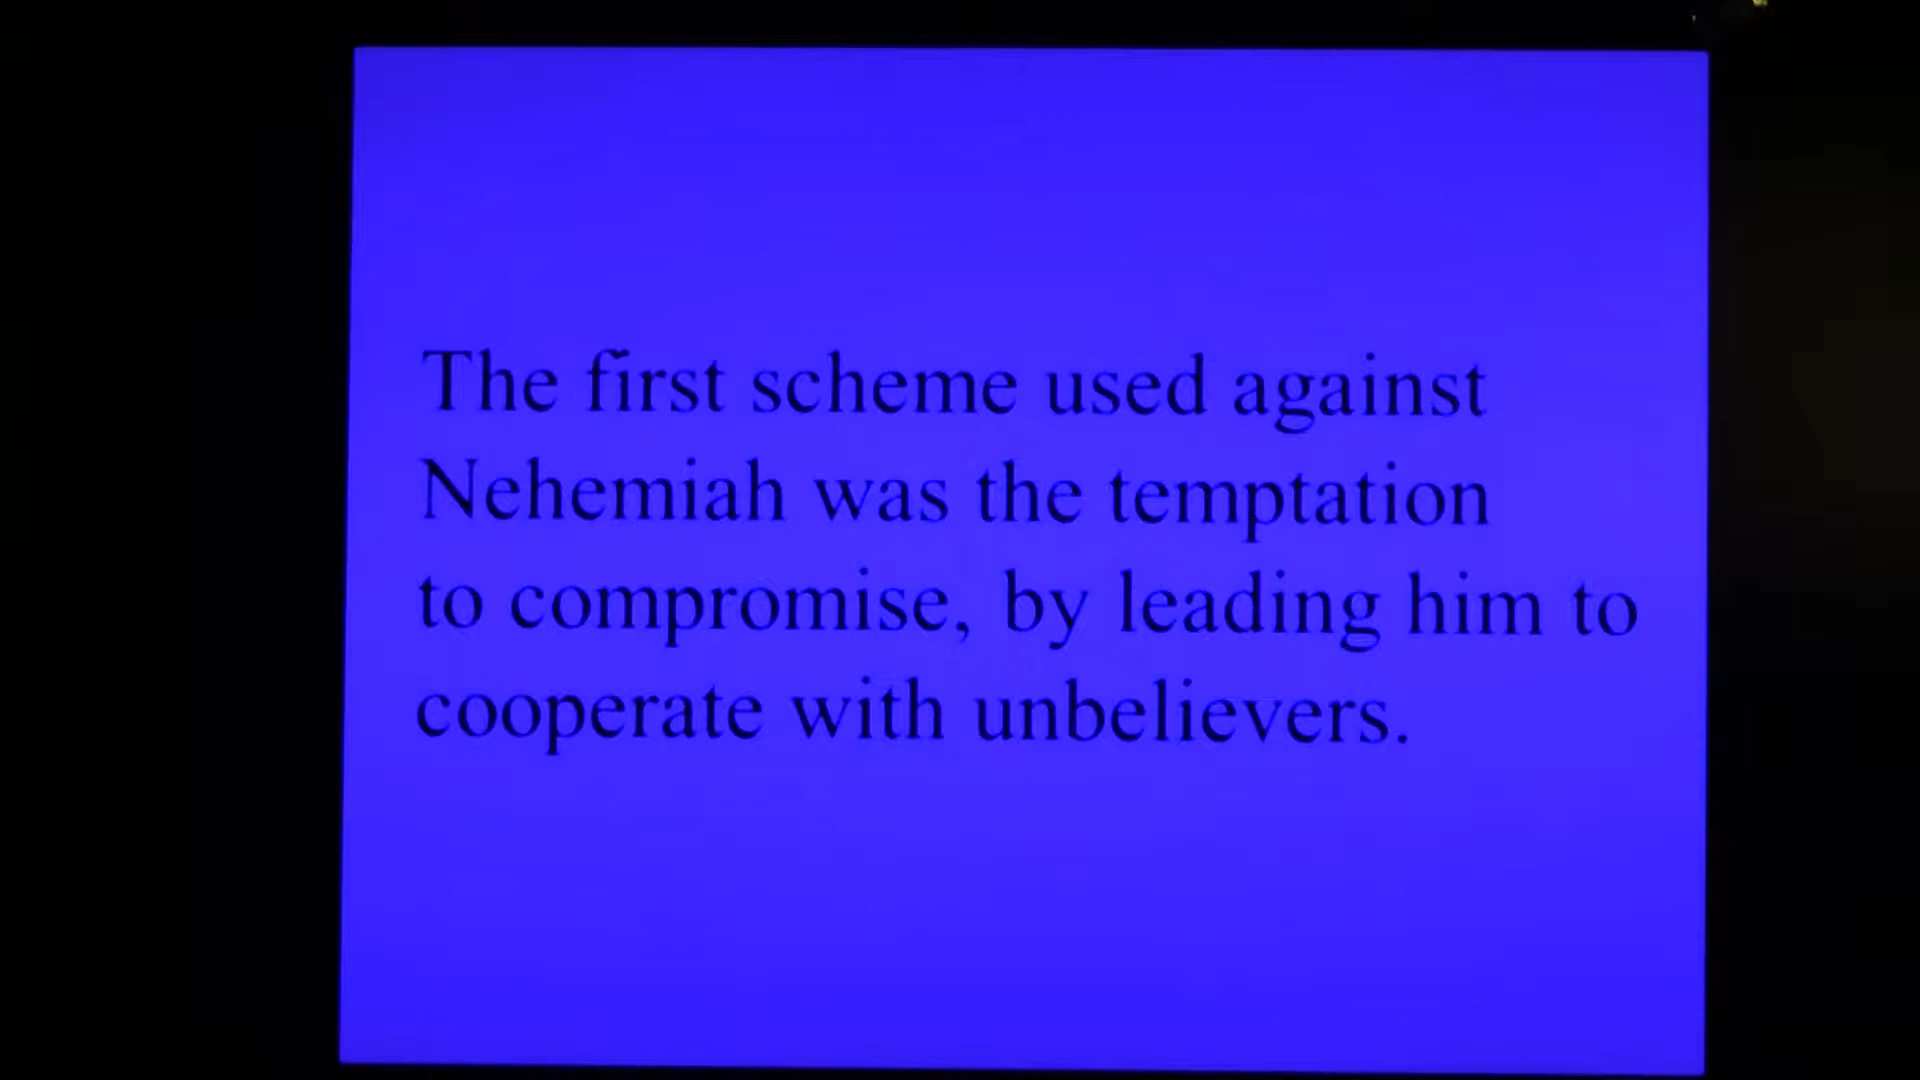 The first scheme used against
Nehemiah was the temptation
to compromise, by leading him to
cooperate with unbelievers.